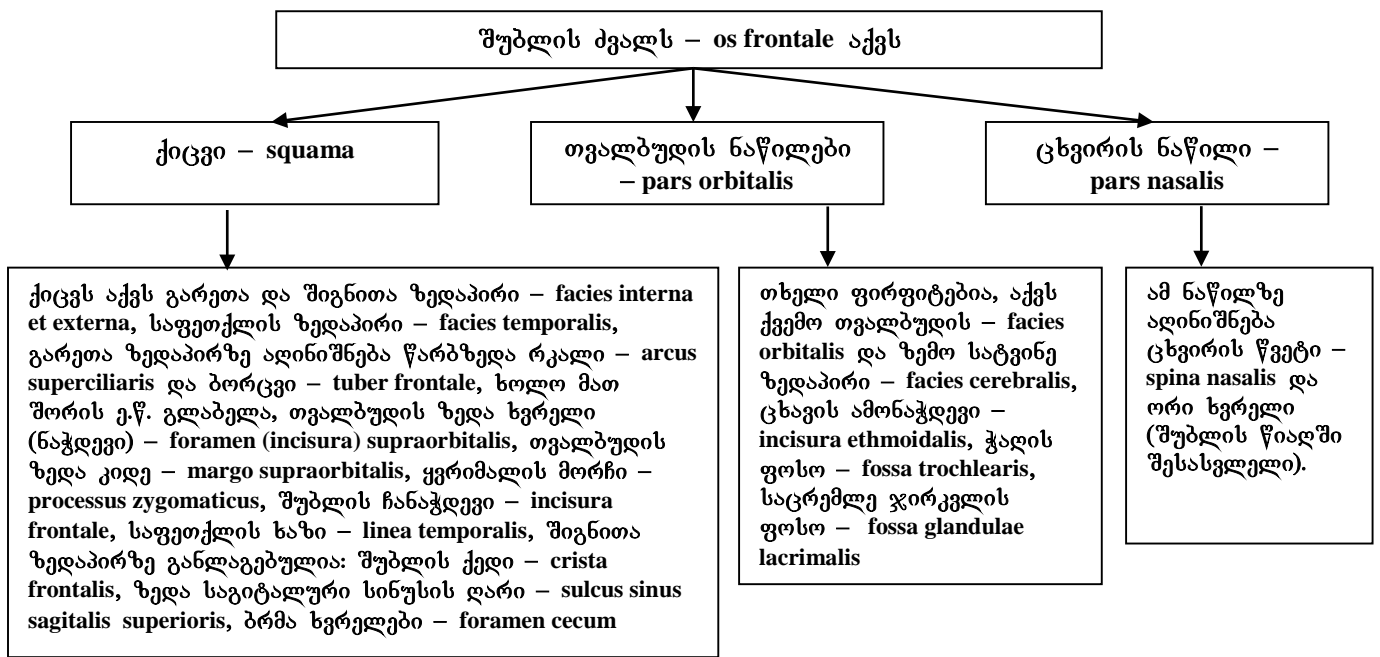 შუბლის ძვალს – os frontale აქვს
ქიცვი – squama
თვალბუდის ნაწილები
– pars orbitalis
ცხვირის ნაწილი –
pars nasalis
ქიცვს აქვს გარეთა და შიგნითა ზედაპირი – facies interna
et externa, საფეთქლის ზედაპირი – facies temporalis,
გარეთა ზედაპირზე აღინიშნება წარბზედა რკალი – arcus
superciliaris და ბორცვი – tuber frontale, ხოლო მათ
შორის ე.წ. გლაბელა, თვალბუდის ზედა ხვრელი
(ნაჭდევი) – foramen (incisura) supraorbitalis, თვალბუდის
ზედა კიდე – margo supraorbitalis, ყვრიმალის მორჩი –
processus zygomaticus, შუბლის ჩანაჭდევი – incisura
frontale, საფეთქლის ხაზი – linea temporalis, შიგნითა
ზედაპირზე განლაგებულია: შუბლის ქედი – crista
frontalis, ზედა საგიტალური სინუსის ღარი – sulcus sinus
sagitalis superioris, ბრმა ხვრელები – foramen cecum
თხელი ფირფიტებია, აქვს
ქვემო თვალბუდის – facies
orbitalis და ზემო სატვინე
ზედაპირი – facies cerebralis,
ცხავის ამონაჭდევი –
incisura ethmoidalis, ჭაღის
ფოსო – fossa trochlearis,
საცრემლე ჯირკვლის
ფოსო – fossa glandulae
lacrimalis
ამ ნაწილზე
აღინიშნება
ცხვირის წვეტი –
spina nasalis და
ორი ხვრელი
(შუბლის წიაღში
შესასვლელი).